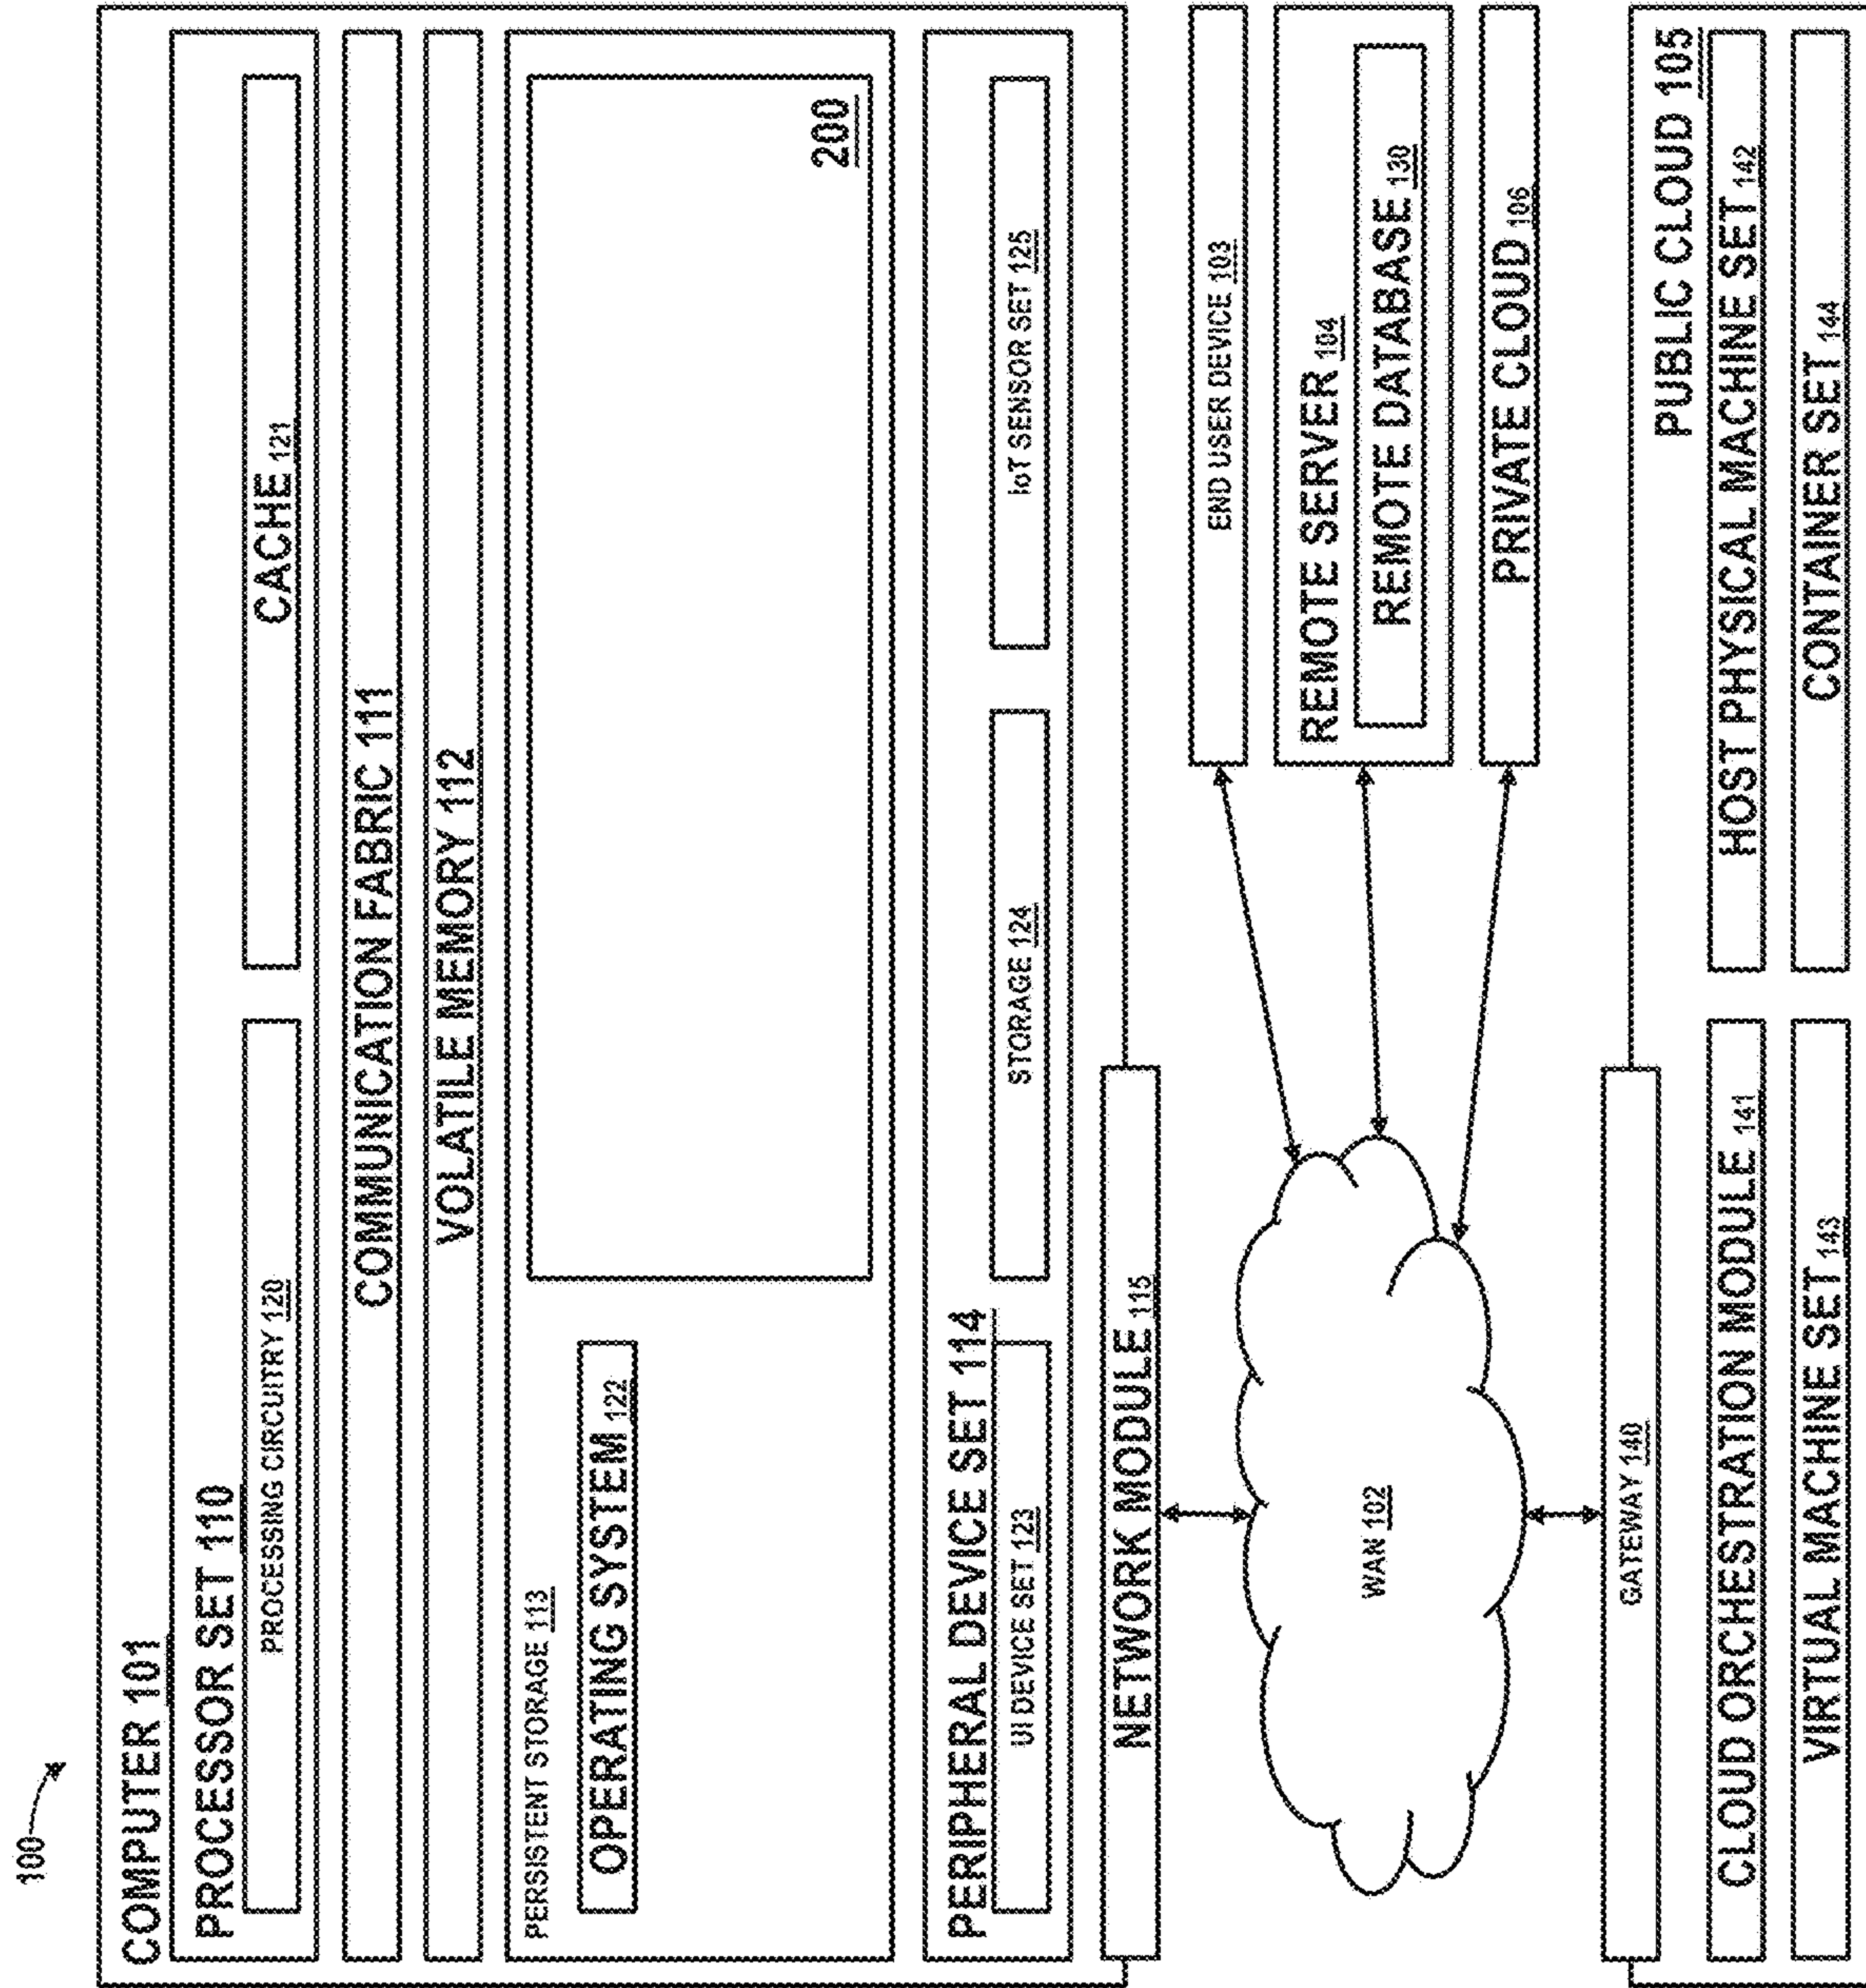 100
COMPUTER 101
PROCESSOR SET 110
PROCESSING CIRCUITRY 120
CACHE 121
COMMUNICATION FABRIC 111
VOLATILE MEMORY 112
PERSISTENT STORAGE 113
OPERATING SYSTEM 122
200
PERIPHERAL DEVICE SET 114
UI DEVICE SET 123
STORAGE 124
IoT SENSOR SET 125
NETWORK MODULE 115
WAN 102
END USER DEVICE 103
REMOTE SERVER 104
REMOTE DATABASE 130
PRIVATE CLOUD 106
GATEWAY 140
PUBLIC CLOUD 105
CLOUD ORCHESTRATION MODULE 141
HOST PHYSICAL MACHINE SET 142
VIRTUAL MACHINE SET 143
CONTAINER SET 144